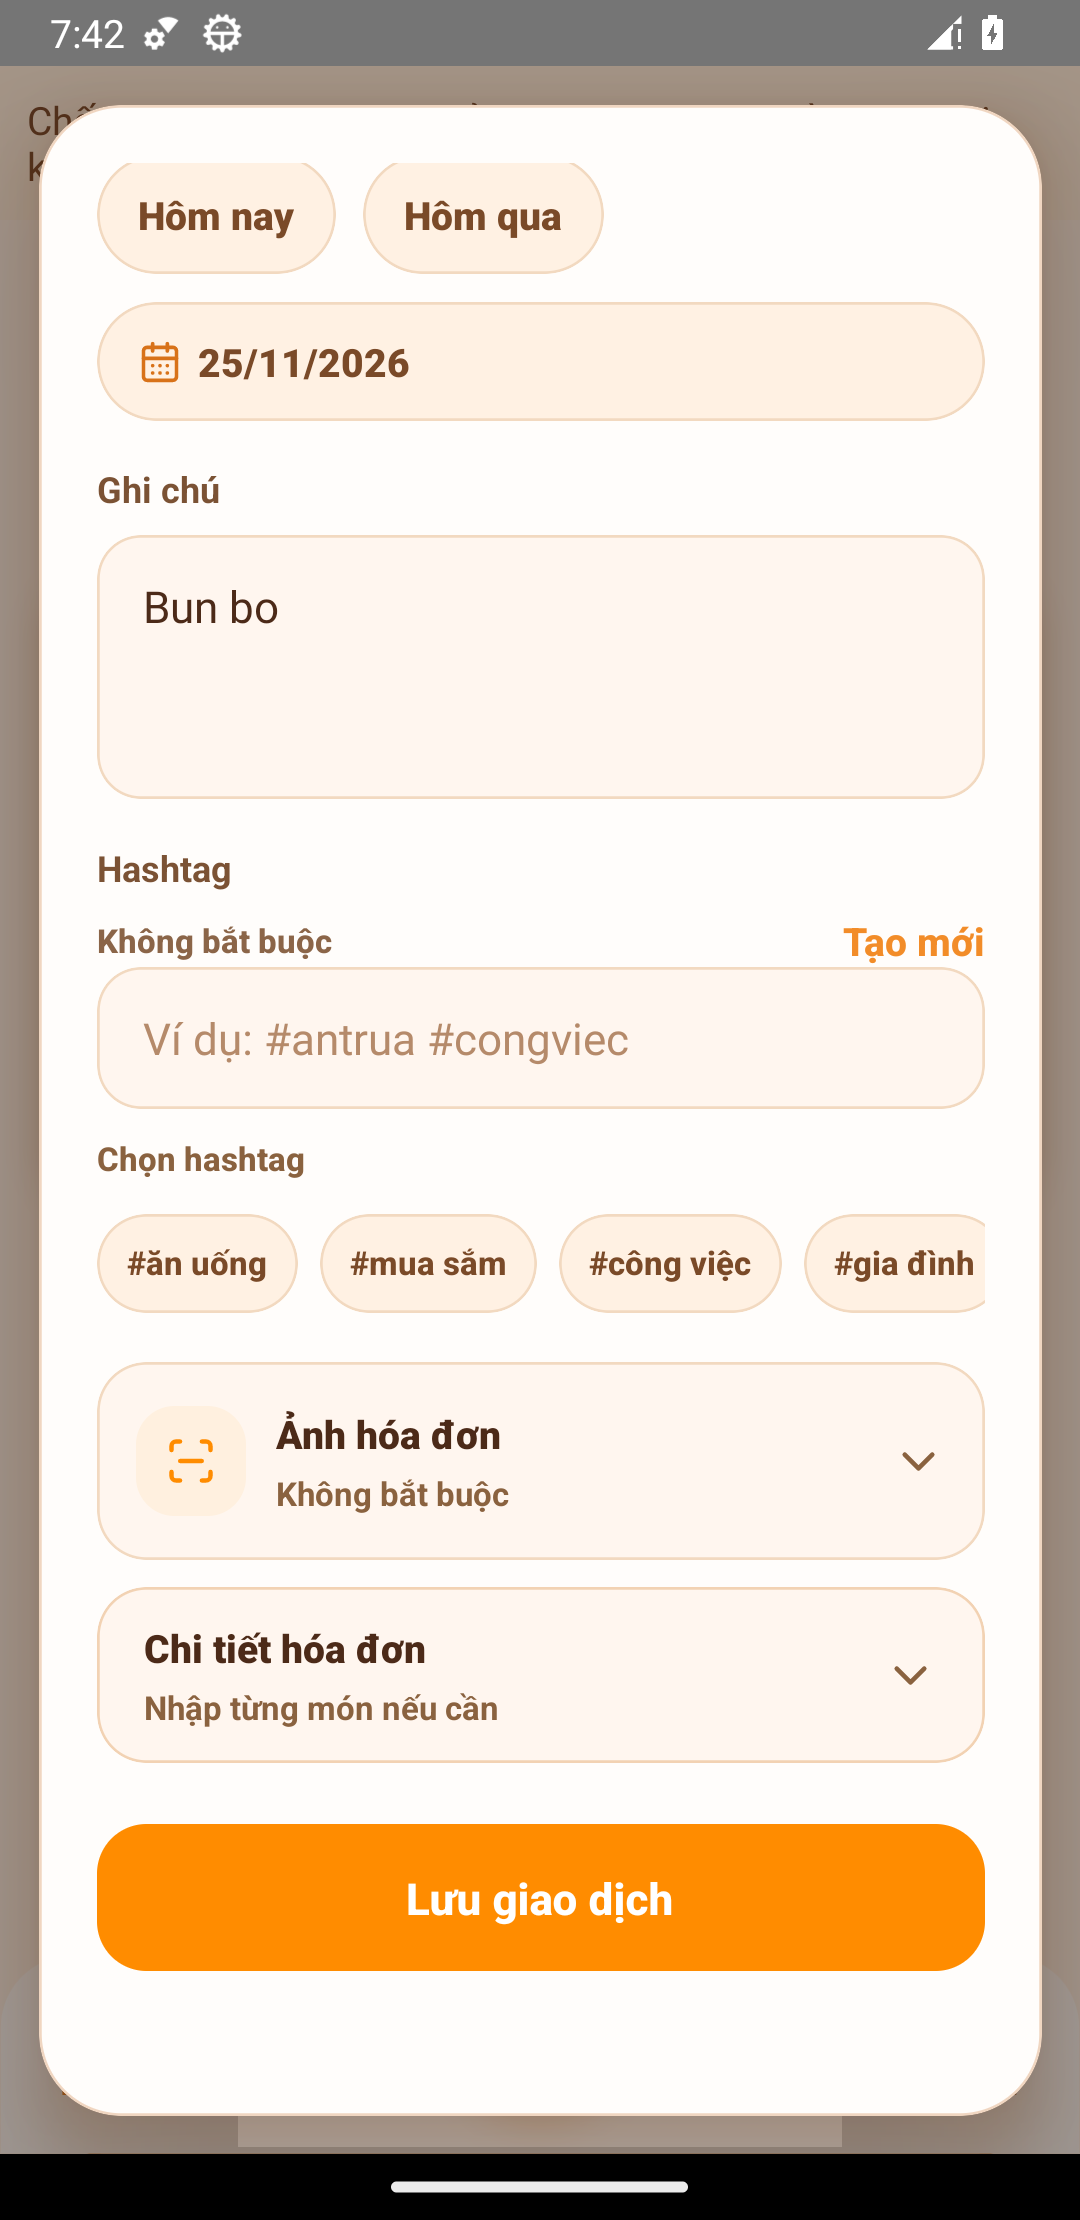 7:42
Hôm nay
Hôm qua
25/11/2026
Ghi chú
Bun bo
Hashtag
Không bắt buộc
Tạo mới
Ví dụ: #antrua #congviec
Chọn hashtag
#ăn uống
#mua sắm
#công việc
#gia đình
Ảnh hóa đơn
Không bắt buộc
Chi tiết hóa đơn
Nhập từng món nếu cần
Lưu giao dịch